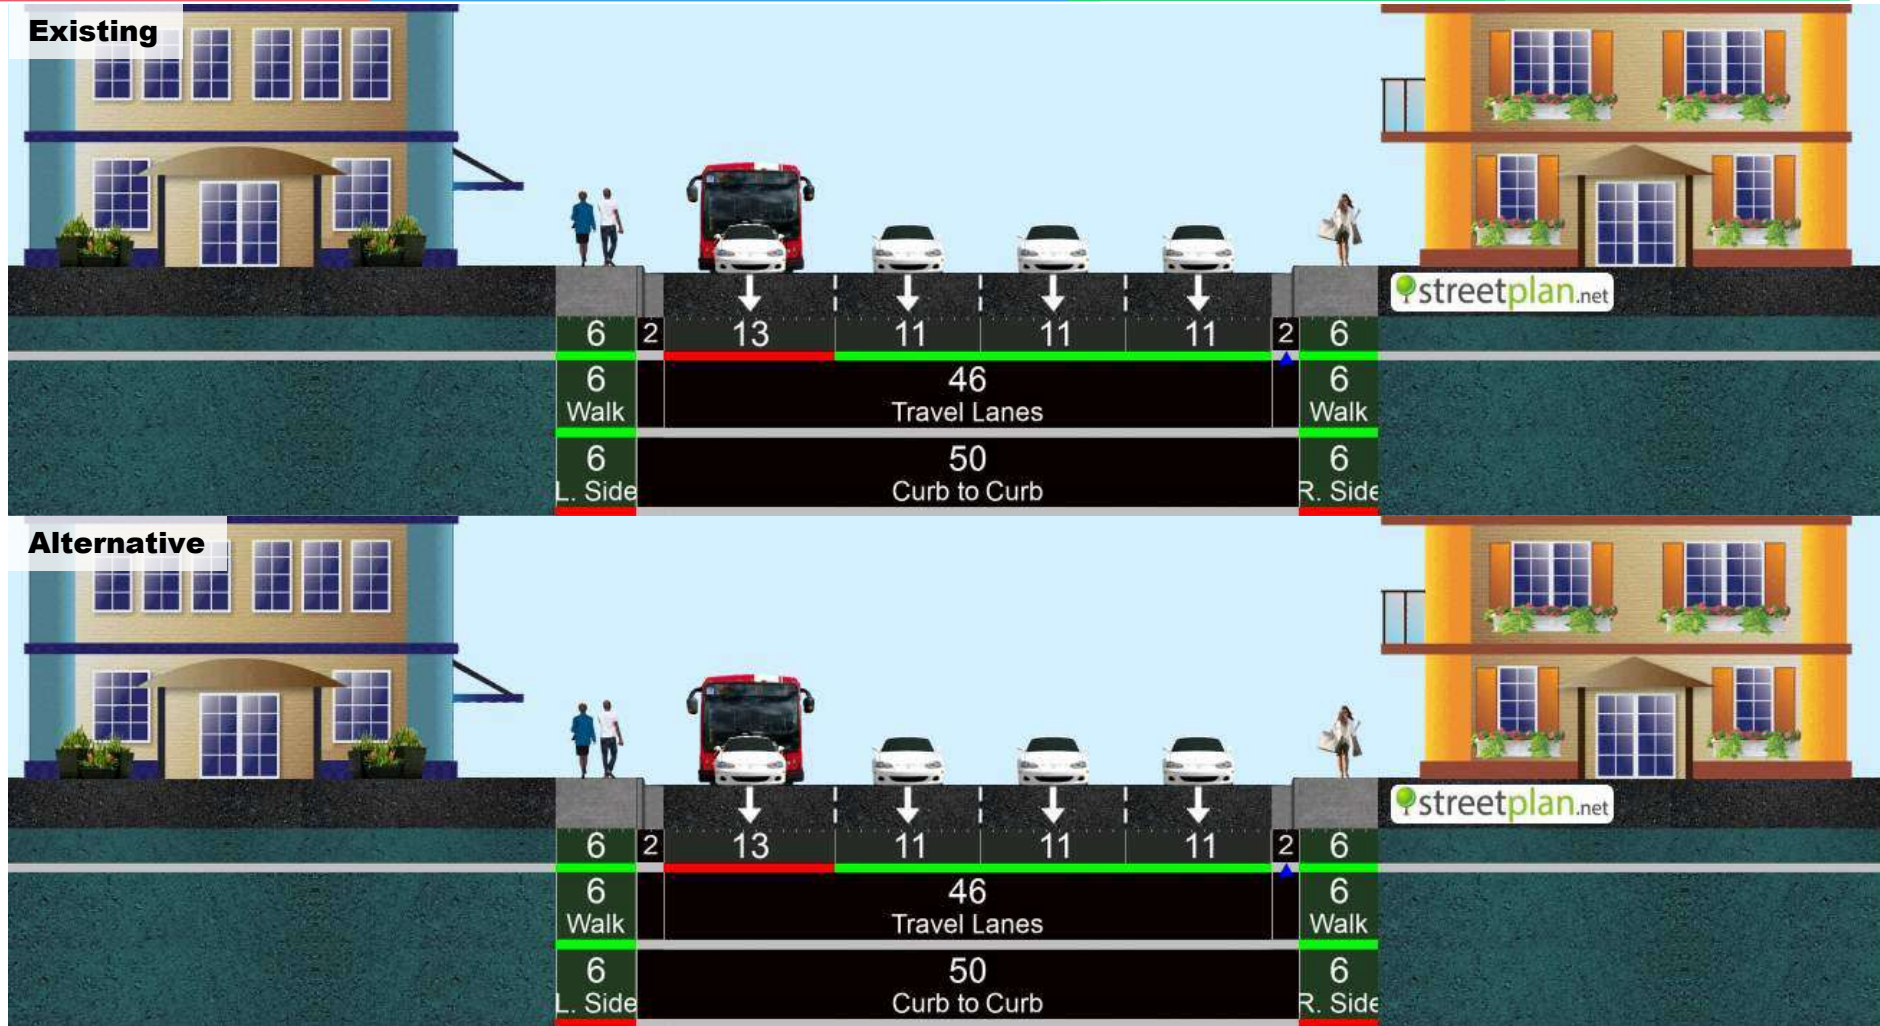 Existing
streetplan.net
6 2 13 11 11 11 2 6
6 46 6
Walk Travel Lanes Walk
6 50 6
L. Side Curb to Curb R. Side
Alternative
streetplan.net
6 2 13 11 11 11 2 6
6 46 6
Walk Travel Lanes Walk
6 50 6
L. Side Curb to Curb R. Side